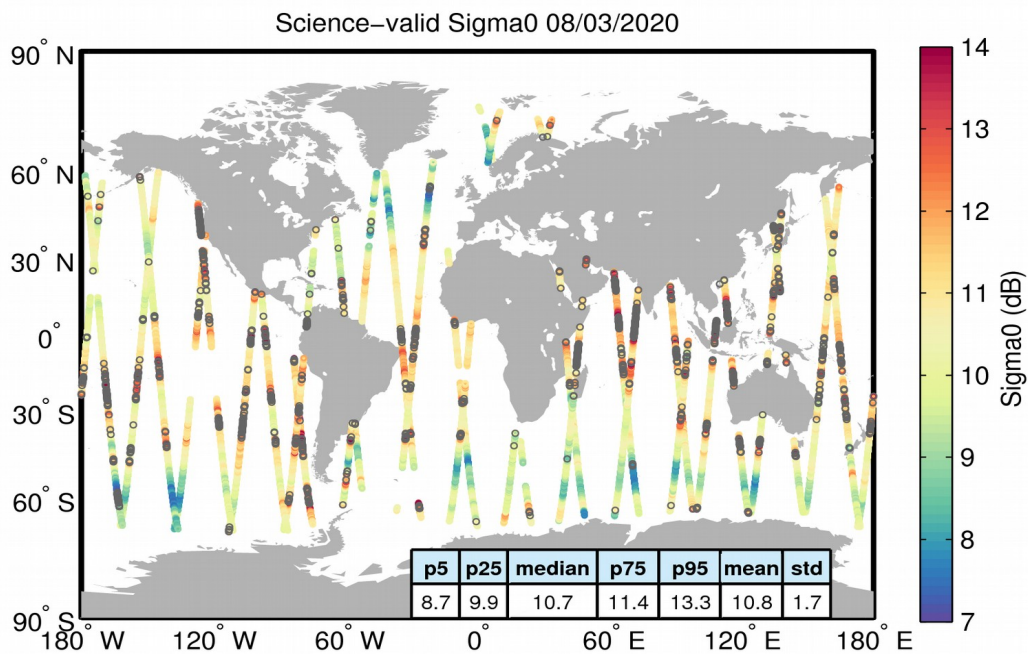 Science−valid Sigma0 08/03/2020
90° N
60° N
30° N
0°
30° S
60° S
90° S
180° W
120° W
60° W
0°
60° E
120° E
180° E
p5 p25 median p75 p95 mean std
8.7 9.9 10.7 11.4 13.3 10.8 1.7
14
13
12
11
10
9
8
7
Sigma0 (dB)